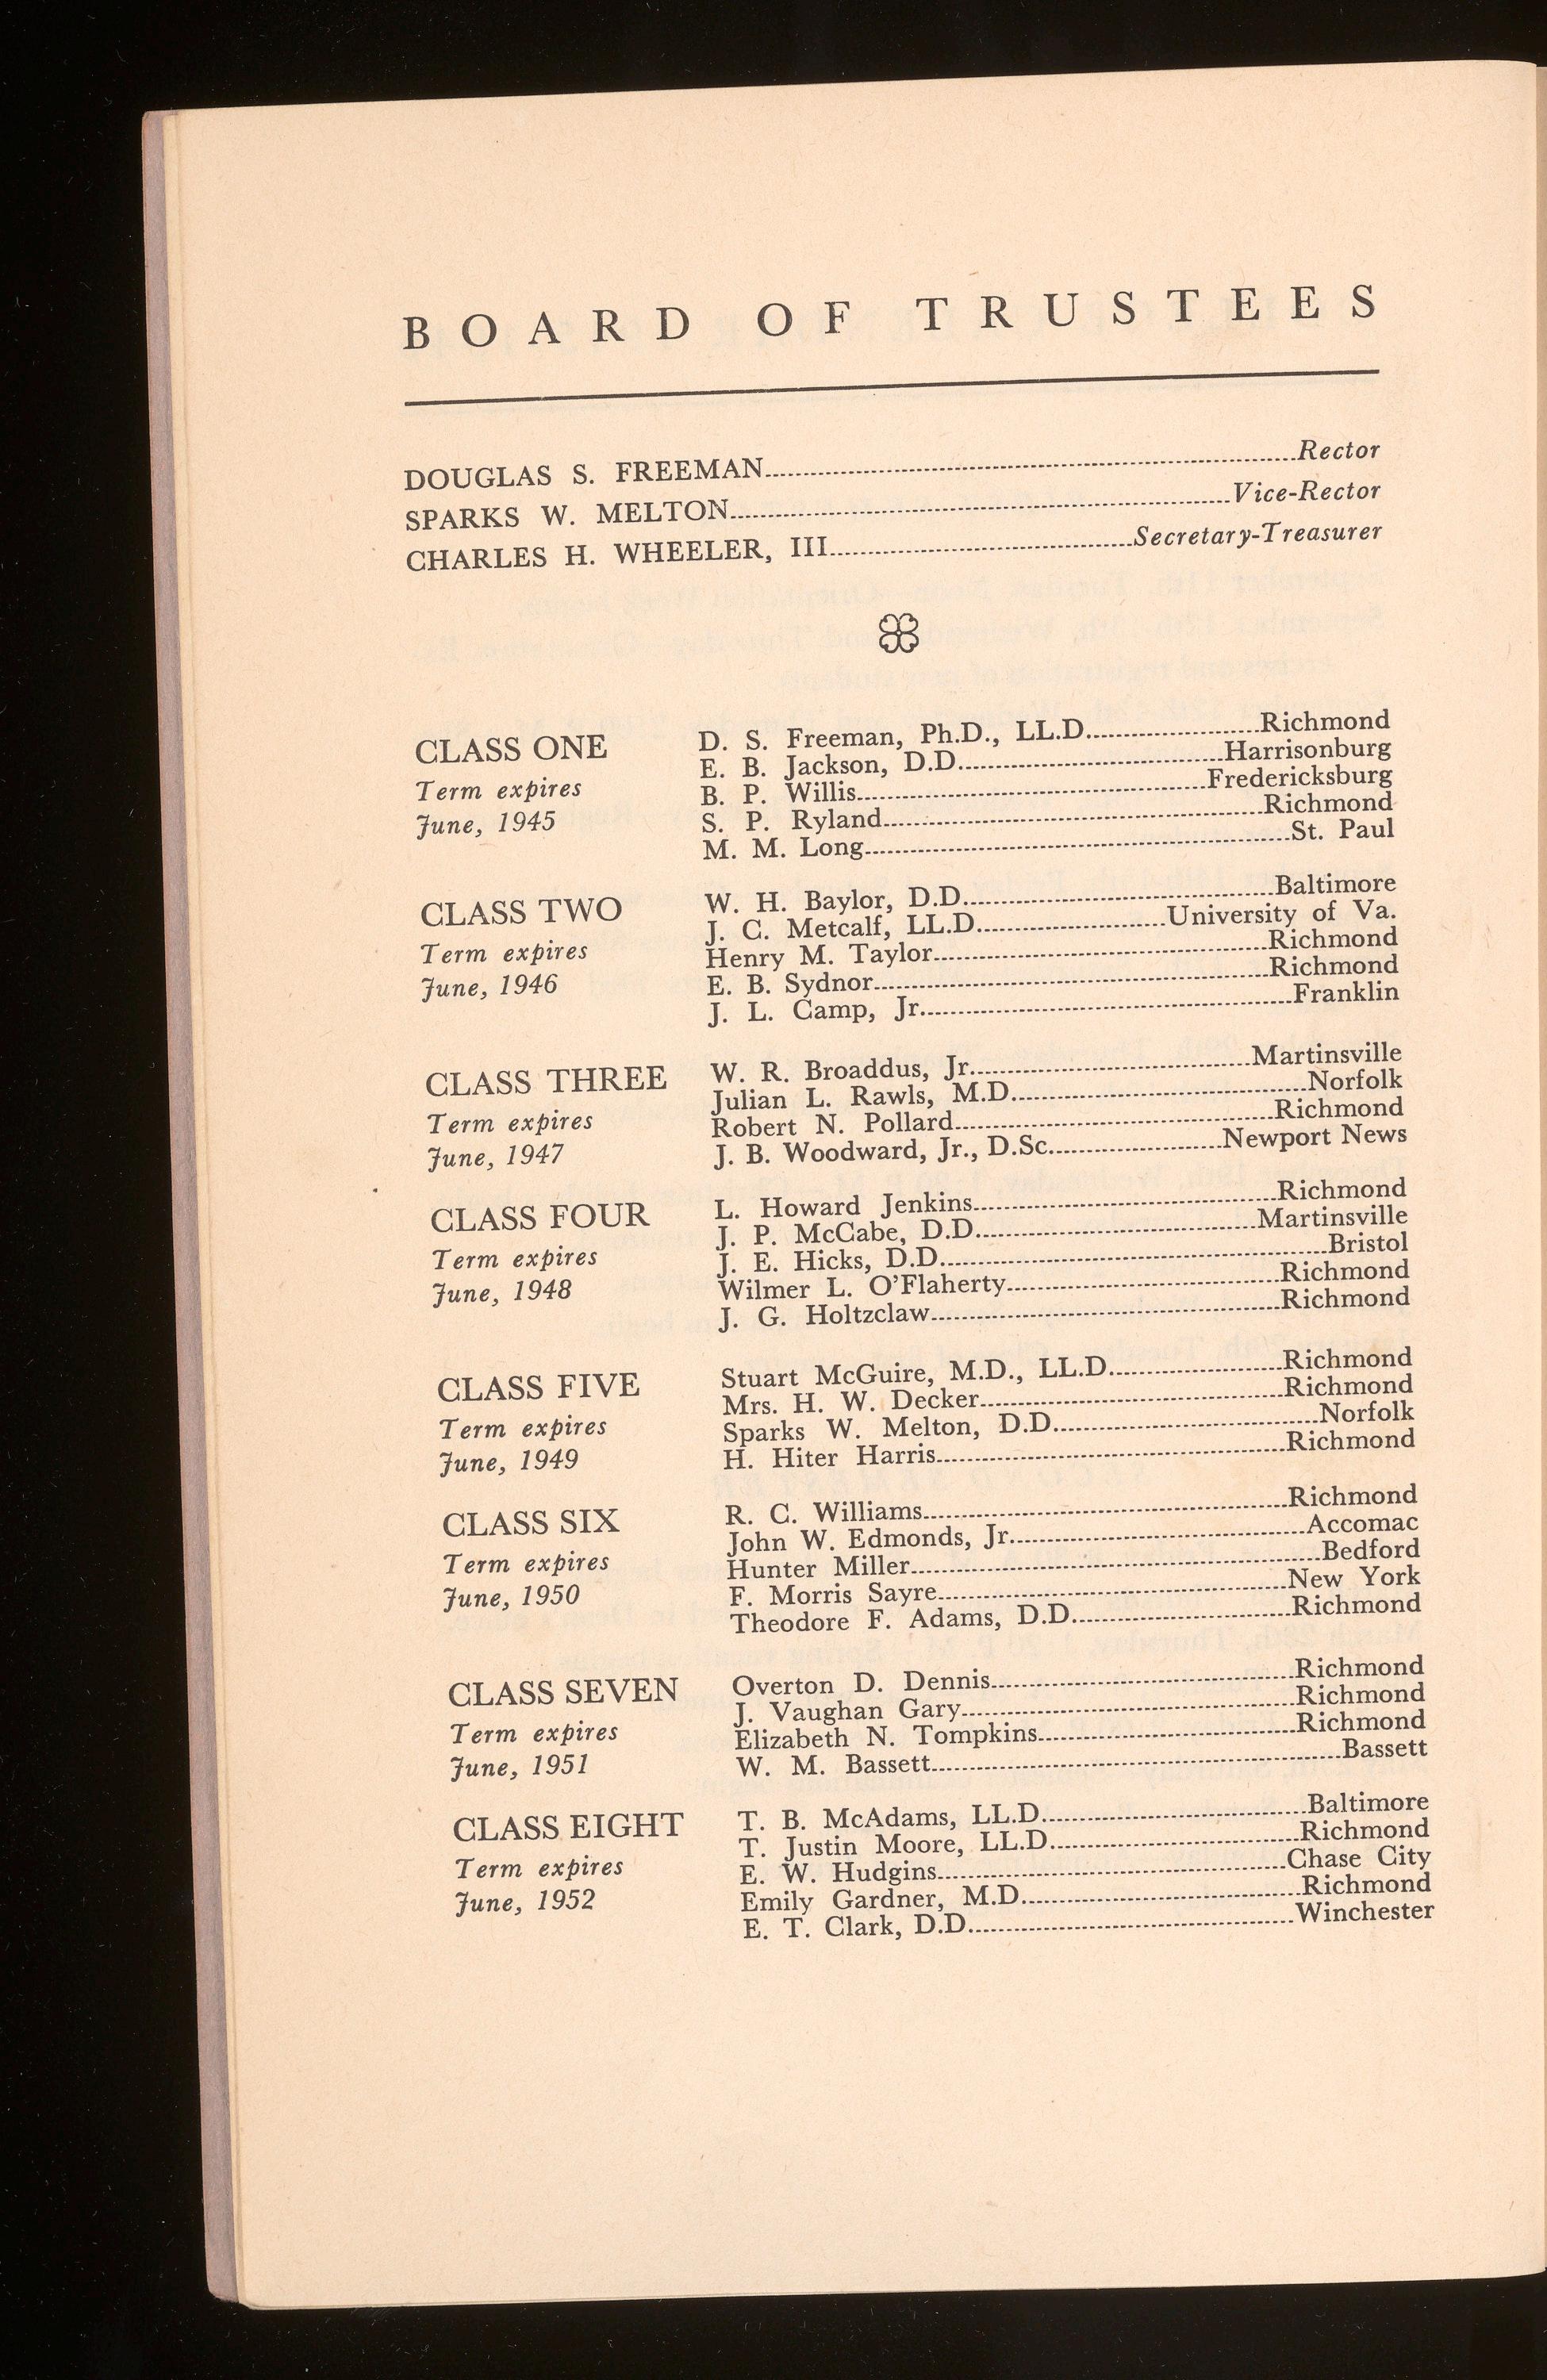 BOARD OF TRUSTEES
DOUGLAS S. FREEMAN Rector
SPARKS W. MELTON Vice-Rector
CHARLES H. WHEELER, III Secretary-Treasurer
CLASS ONE
Term expires
June, 1945
D. S. Freeman, Ph.D., LL.D. Richmond
E. B. Jackson, D.D. Harrisonburg
B. P. Willis Fredericksburg
S. P. Ryland Richmond
M. M. Long St. Paul
CLASS TWO
Term expires
June, 1946
W. H. Baylor, D.D. Baltimore
J. C. Metcalf, LL.D. University of Va.
Henry M. Taylor Richmond
E. B. Sydnor Richmond
J. L. Camp, Jr. Franklin
CLASS THREE
Term expires
June, 1947
W. R. Broaddus, Jr. Martinsville
Julian L. Rawls, M.D. Norfolk
Robert N. Pollard Richmond
J. B. Woodward, Jr., D.Sc. Newport News
CLASS FOUR
Term expires
June, 1948
L. Howard Jenkins Richmond
J. P. McCabe, D.D. Martinsville
J. E. Hicks, D.D. Bristol
Wilmer L. O'Flaherty Richmond
J. G. Holtzclaw Richmond
CLASS FIVE
Term expires
June, 1949
Stuart McGuire, M.D., LL.D. Richmond
Mrs. H. W. Decker Richmond
Sparks W. Melton, D.D. Norfolk
H. Hiter Harris Richmond
CLASS SIX
Term expires
June, 1950
R. C. Williams Richmond
John W. Edmonds, Jr. Accomac
Hunter Miller Bedford
F. Morris Sayre New York
Theodore F. Adams, D.D. Richmond
CLASS SEVEN
Term expires
June, 1951
Overton D. Dennis Richmond
J. Vaughan Gary Richmond
Elizabeth N. Tompkins Richmond
W. M. Bassett Bassett
CLASS EIGHT
Term expires
June, 1952
T. B. McAdams, LL.D. Baltimore
T. Justin Moore, LL.D. Richmond
E. W. Hudgins Chase City
Emily Gardner, M.D. Richmond
E. T. Clark, D.D. Winchester